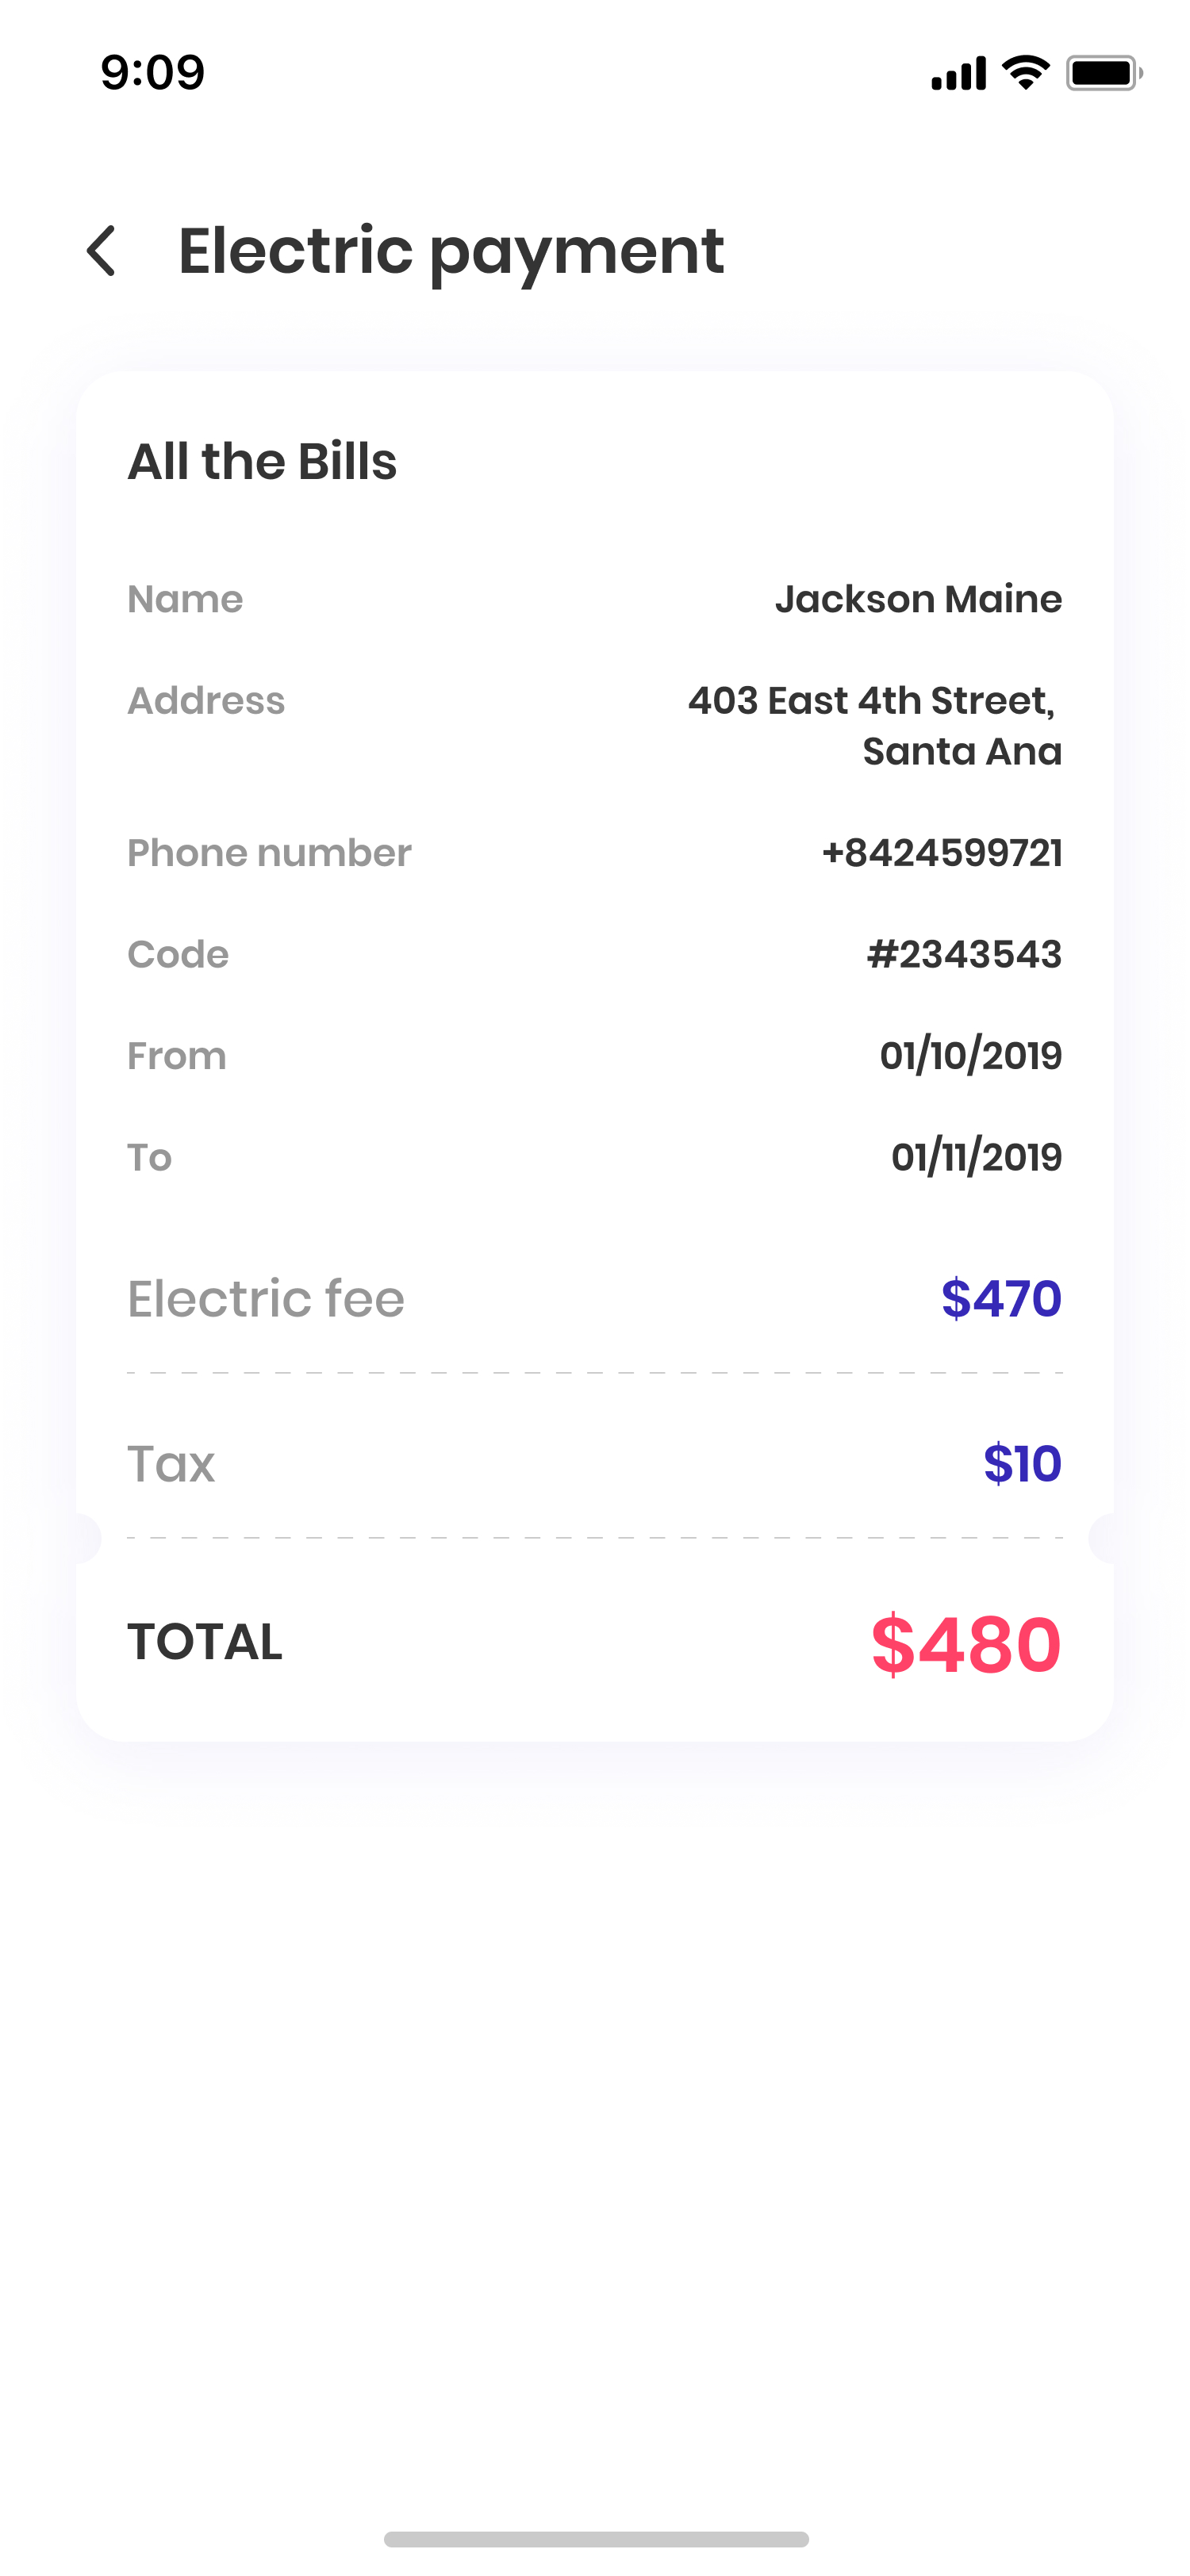 9:09
Electric payment
All the Bills
Name Jackson Maine
Address 403 East 4th Street,
Santa Ana
Phone number +8424599721
Code #2343543
From 01/10/2019
To 01/11/2019
Electric fee $470
Tax $10
TOTAL $480